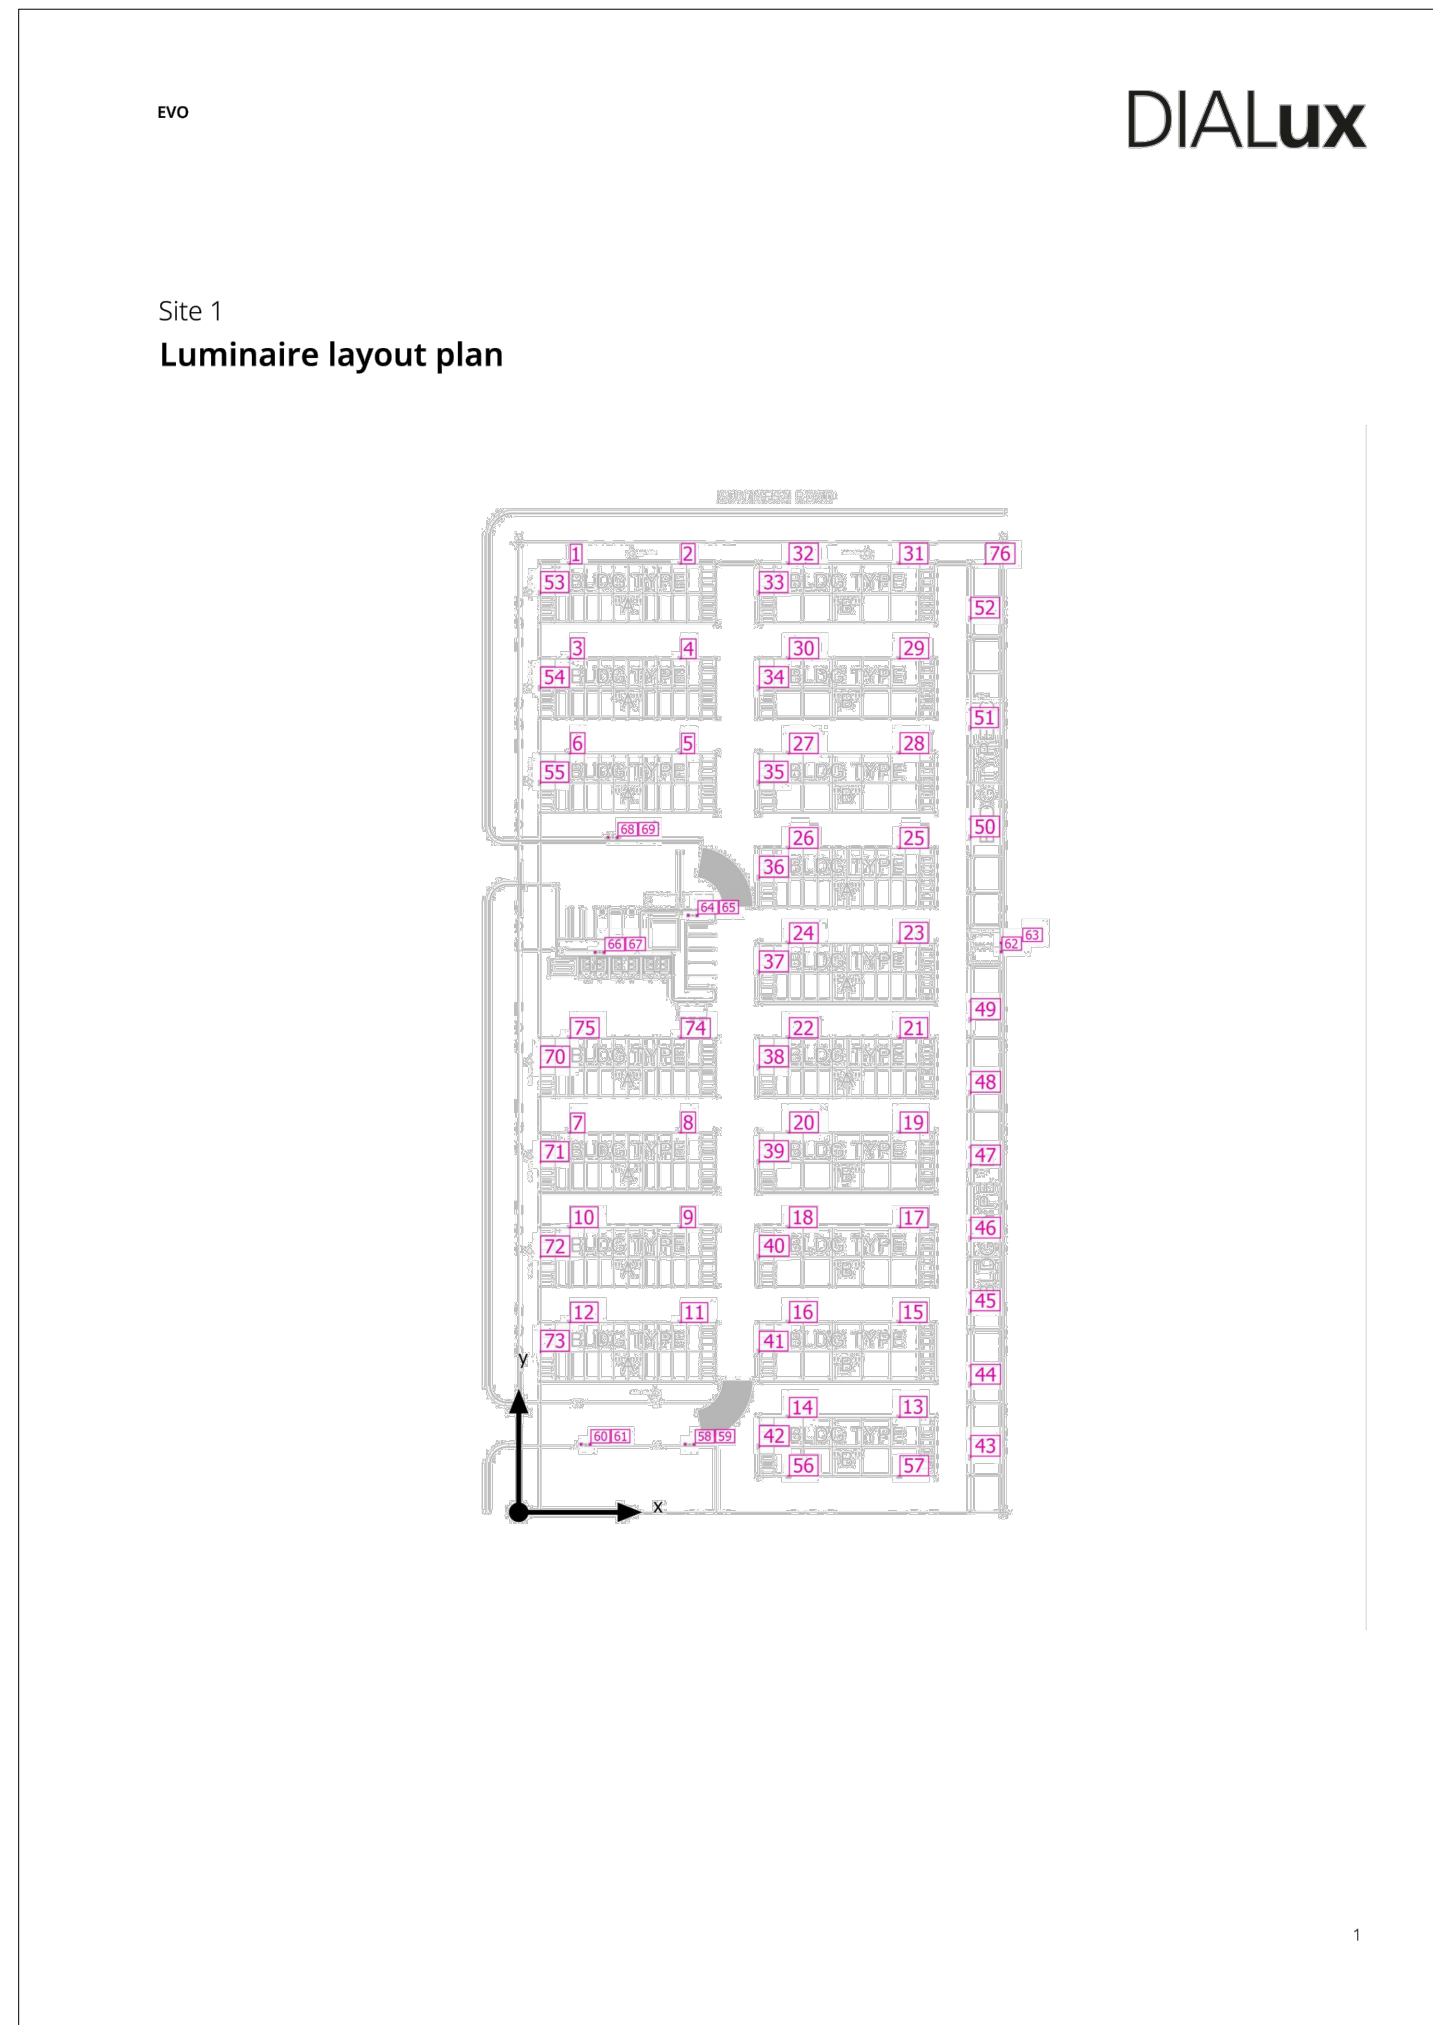 EVO
DIALux
Site 1
Luminaire layout plan
1 2 32 31 76
53 BLDG TYPE "A" 33 BLDG TYPE
52
3 4 30 29
54 BLDG TYPE "A" 34 BLDG TYPE "B"
51
6 5 27 28
55 BLDG TYPE "A" 35 BLDG TYPE
50
68 69 26 25
36 BLDG TYPE "A"
64 65
24 23 63
66 67 62
37 BLDG TYPE "A"
49
75 74 22 21
70 BLDG TYPE "A" 38 BLDG TYPE "A"
48
7 8 20 19
71 BLDG TYPE "A" 39 BLDG TYPE "B"
47
10 9 18 17
46
72 BLDG TYPE "A" 40 BLDG TYPE "B"
45
12 11 16 15
73 BLDG TYPE "A" 41 BLDG TYPE "B"
y
44
14 13
60 61 58 59 42 BLDG TYPE "B"
43
56 57
x
1